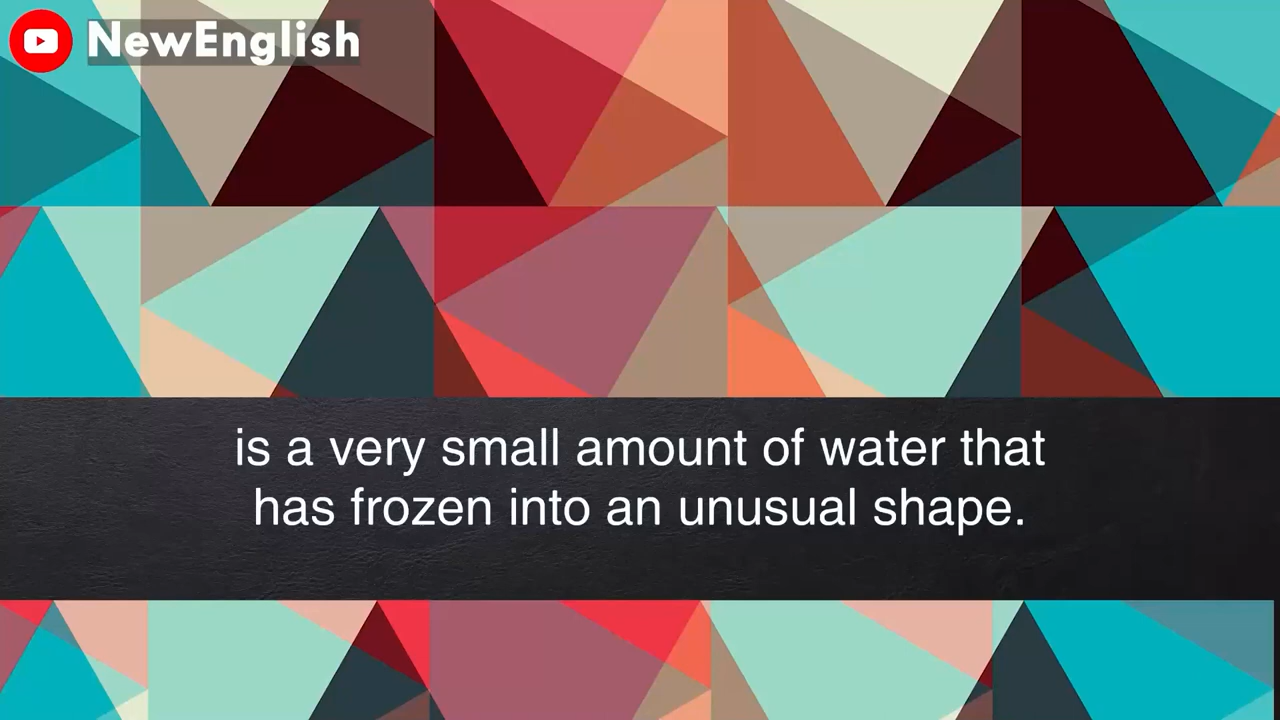 NewEnglish
is a very small amount of water that
has frozen into an unusual shape.